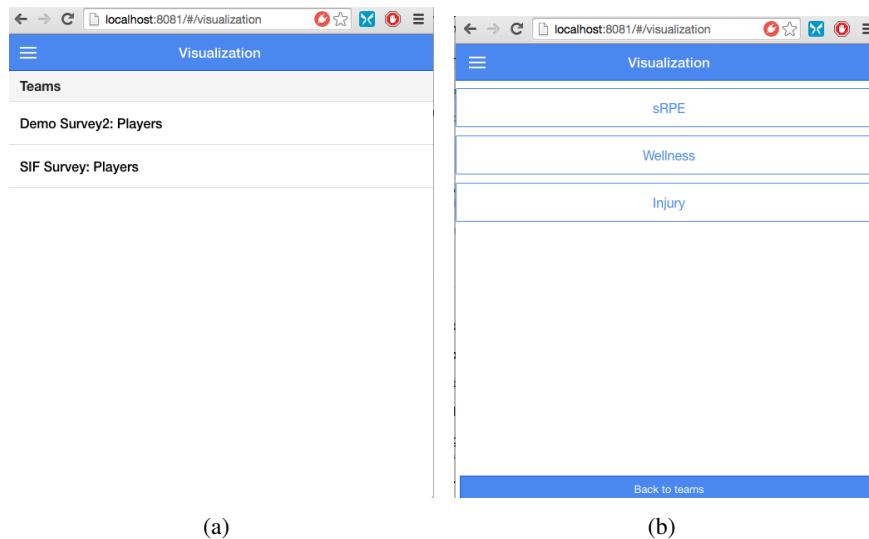 localhost:8081/#/visualization
Visualization
Teams
Demo Survey2: Players
SIF Survey: Players
(a)
localhost:8081/#/visualization
Visualization
sRPE
Wellness
Injury
Back to teams
(b)